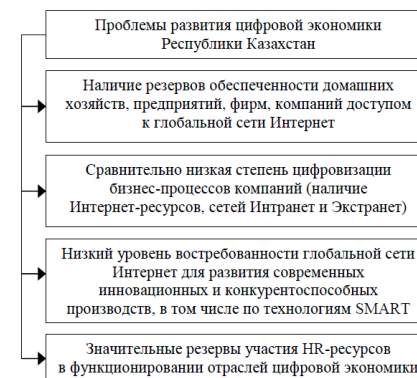 Проблемы развития цифровой экономики
Республики Казахстан
Наличие резервов обеспеченности домашних
хозяйств, предприятий, фирм, компаний доступом
к глобальной сети Интернет
Сравнительно низкая степень цифровизации
бизнес-процессов компаний (наличие
Интернет-ресурсов, сетей Интранет и Экстранет)
Низкий уровень востребованности глобальной сети
Интернет для развития современных
инновационных и конкурентоспособных
производств, в том числе по технологиям SMART
Значительные резервы участия HR-ресурсов
в функционировании отраслей цифровой экономики